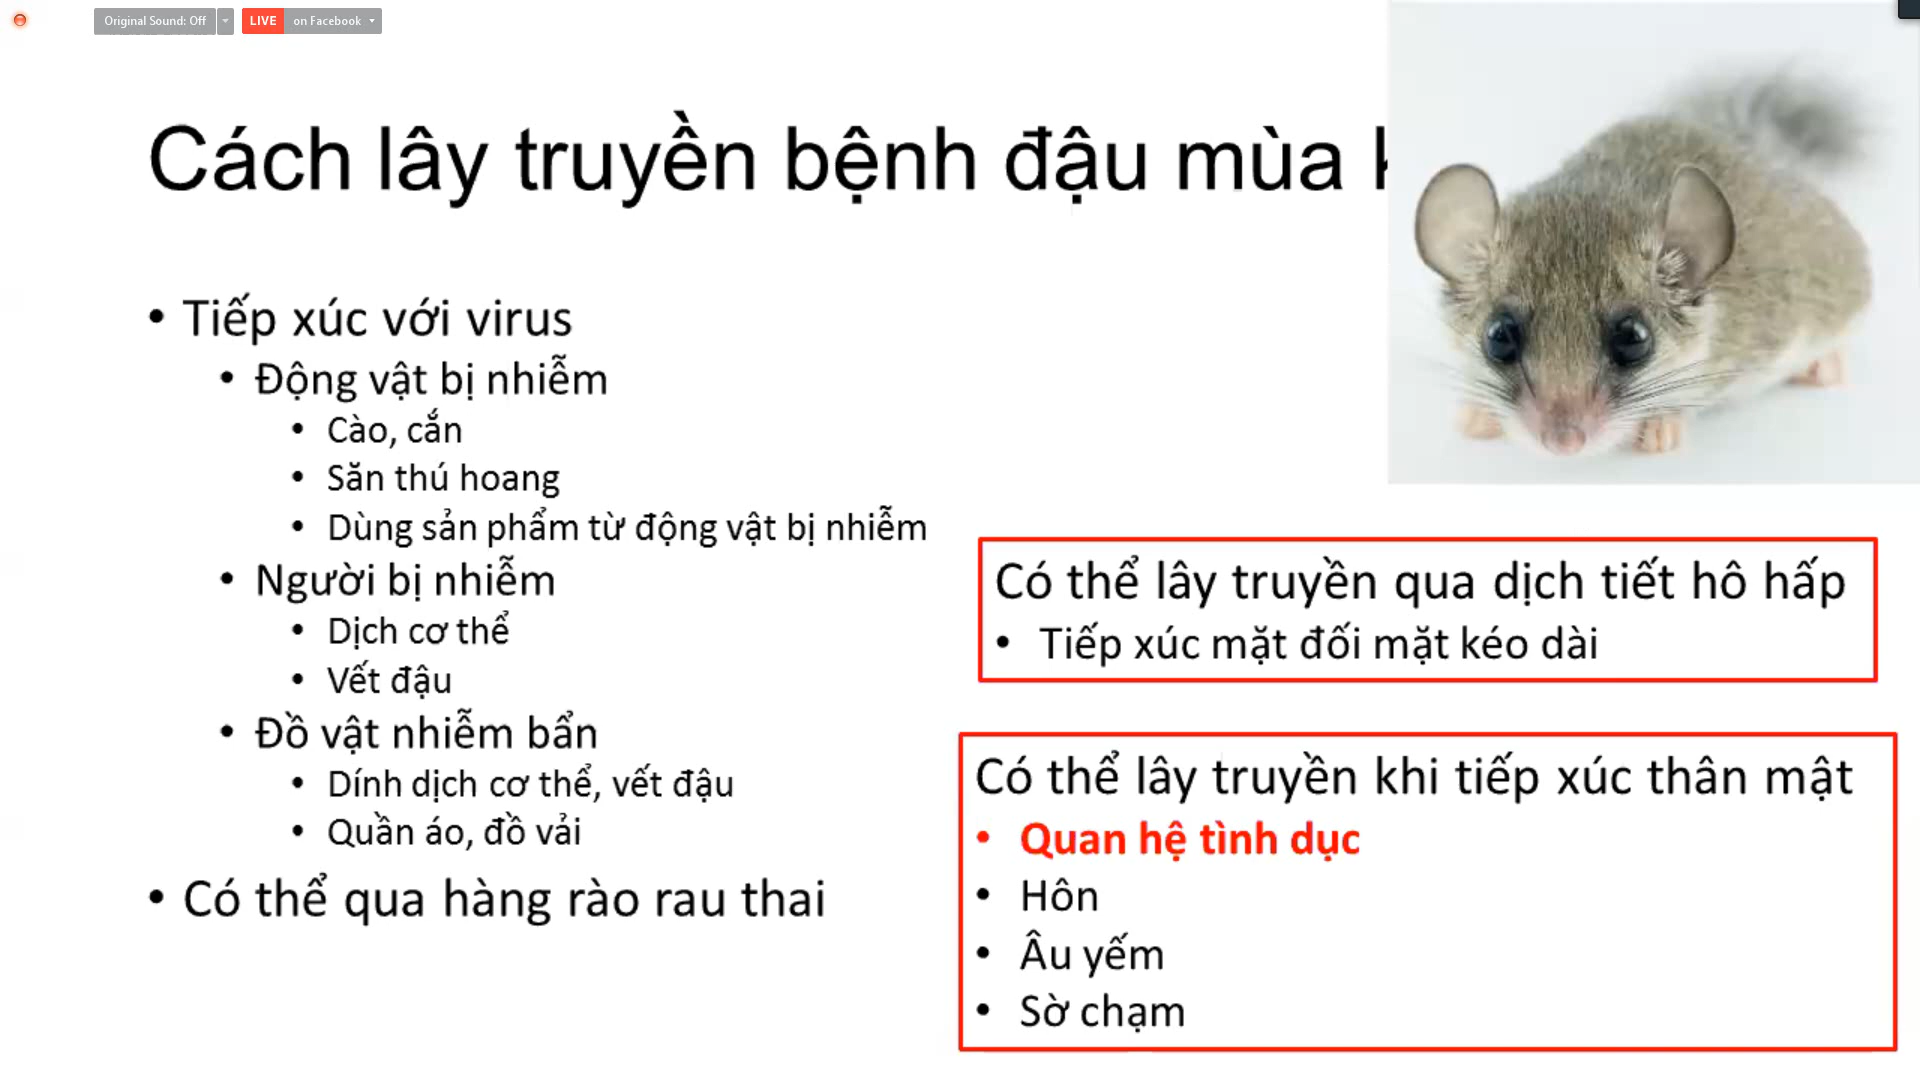 Original Sound: Off
LIVE on Facebook
Cách lây truyền bệnh đậu mùa
• Tiếp xúc với virus
• Động vật bị nhiễm
• Cào, cắn
• Săn thú hoang
• Dùng sản phẩm từ động vật bị nhiễm
• Người bị nhiễm
• Dịch cơ thể
• Vết đậu
• Đồ vật nhiễm bẩn
• Dính dịch cơ thể, vết đậu
• Quần áo, đồ vải
• Có thể qua hàng rào rau thai
Có thể lây truyền qua dịch tiết hô hấp
• Tiếp xúc mặt đối mặt kéo dài
Có thể lây truyền khi tiếp xúc thân mật
• Quan hệ tình dục
• Hôn
• Âu yếm
• Sờ chạm